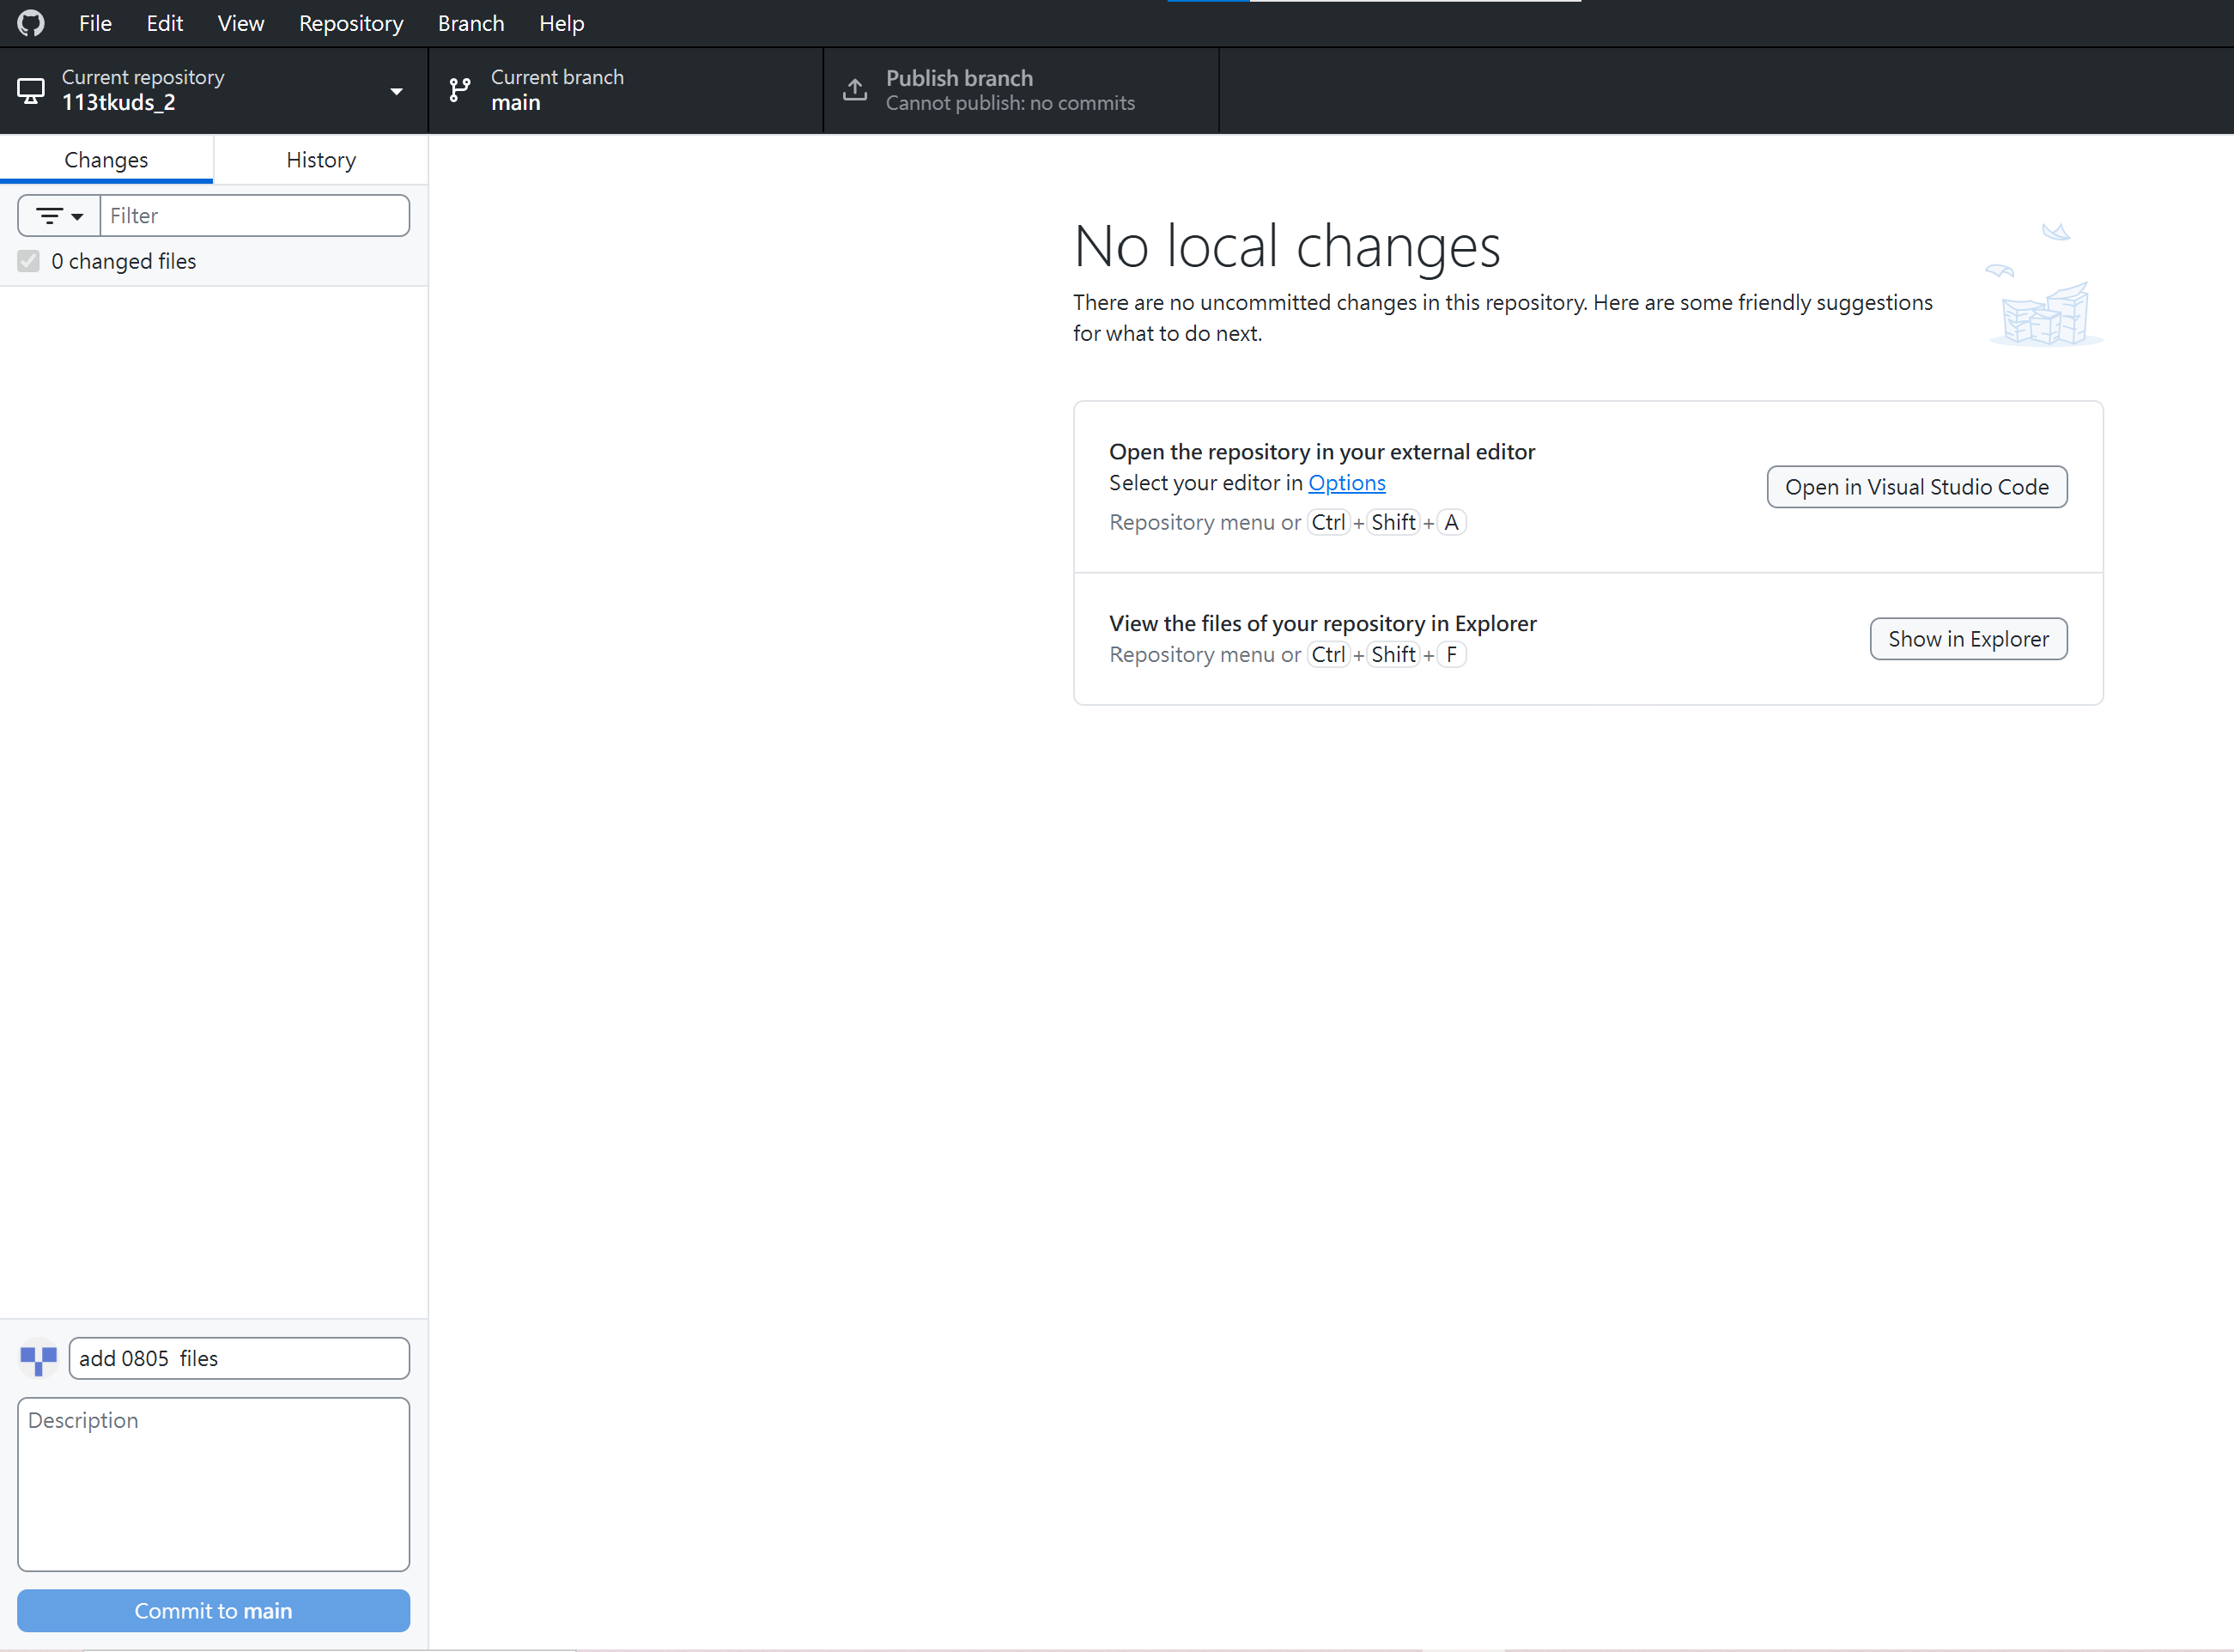 File Edit View Repository Branch Help
Current repository
113tkuds_2
Current branch
main
Publish branch
Cannot publish: no commits
Changes History
Filter
0 changed files
No local changes
There are no uncommitted changes in this repository. Here are some friendly suggestions
for what to do next.
Open the repository in your external editor
Select your editor in Options
Repository menu or Ctrl + Shift + A
Open in Visual Studio Code
View the files of your repository in Explorer
Repository menu or Ctrl + Shift + F
Show in Explorer
add 0805  files
Description
Commit to main